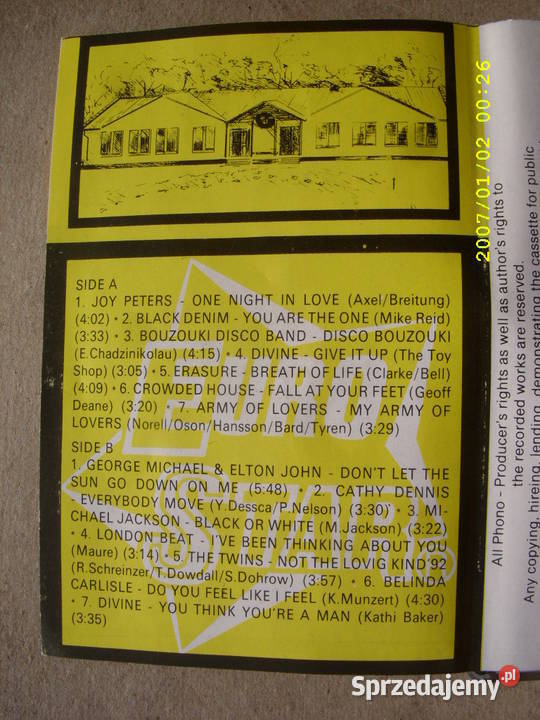 SIDE A
1. JOY PETERS - ONE NIGHT IN LOVE (Axel/Breitung)
(4:02) • 2. BLACK DENIM - YOU ARE THE ONE (Mike Reid)
(3:33) • 3. BOUZOUKI DISCO BAND - DISCO BOUZOUKI
(E.Chadzinikolau) (4:15) • 4. DIVINE - GIVE IT UP (The Toy
Shop) (3:05) • 5. ERASURE - BREATH OF LIFE (Clarke/Bell)
(4:09) • 6. CROWDED HOUSE - FALL AT YOUR FEET (Geoff
Deane) (3:20) • 7. ARMY OF LOVERS - MY ARMY OF
LOVERS (Norell/Oson/Hansson/Bard/Tyren) (3:29)
SIDE B
1. GEORGE MICHAEL & ELTON JOHN - DON'T LET THE
SUN GO DOWN ON ME (5:48) • 2. CATHY DENNIS
- EVERYBODY MOVE (Y.Dessca/P.Nelson) (3:30) • 3. MI-
CHAEL JACKSON - BLACK OR WHITE (M.Jackson) (3:22)
• 4. LONDON BEAT - I'VE BEEN THINKING ABOUT YOU
(Maure) (3:14) • 5. THE TWINS - NOT THE LOVIG KIND'92
(R.Schreinzer/T.Dowdall/S.Dohrow) (3:57) • 6. BELINDA
CARLISLE - DO YOU FEEL LIKE I FEEL (K.Munzert) (4:30)
• 7. DIVINE - YOU THINK YOU'RE A MAN (Kathi Baker)
(3:35)
EURO
STAR
2007/01/02 00:26
All Phono - Producer's rights as well as author's rights to
the recorded works are reserved.
Any copying, hireing, lending, demonstrating the cassette for public
Sprzedajemy.pl